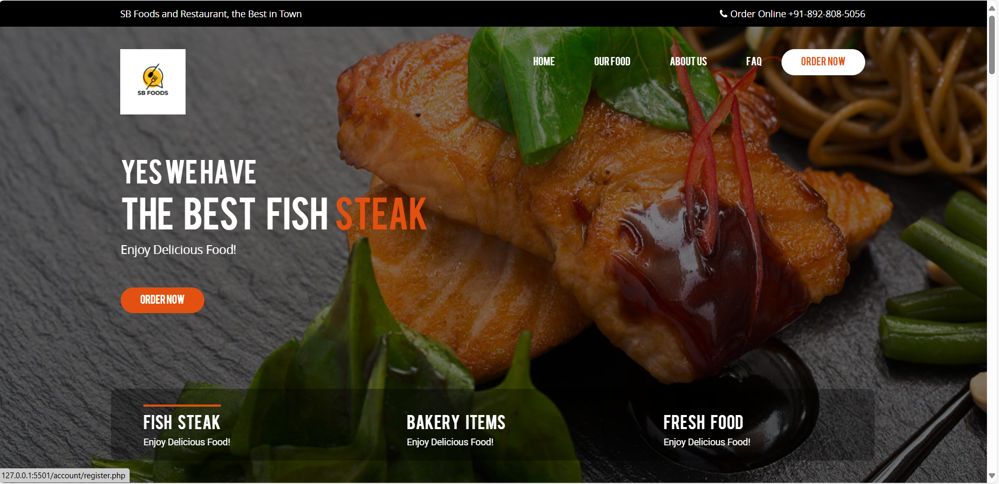 SB Foods and Restaurant, the Best in Town
Order Online +91-892-808-5056
SB FOODS
HOME
OUR FOOD
ABOUT US
FAQ
ORDER NOW
YES WE HAVE
THE BEST FISH STEAK
Enjoy Delicious Food!
ORDER NOW
FISH STEAK
Enjoy Delicious Food!
BAKERY ITEMS
Enjoy Delicious Food!
FRESH FOOD
Enjoy Delicious Food!
127.0.0.1:5501/account/register.php